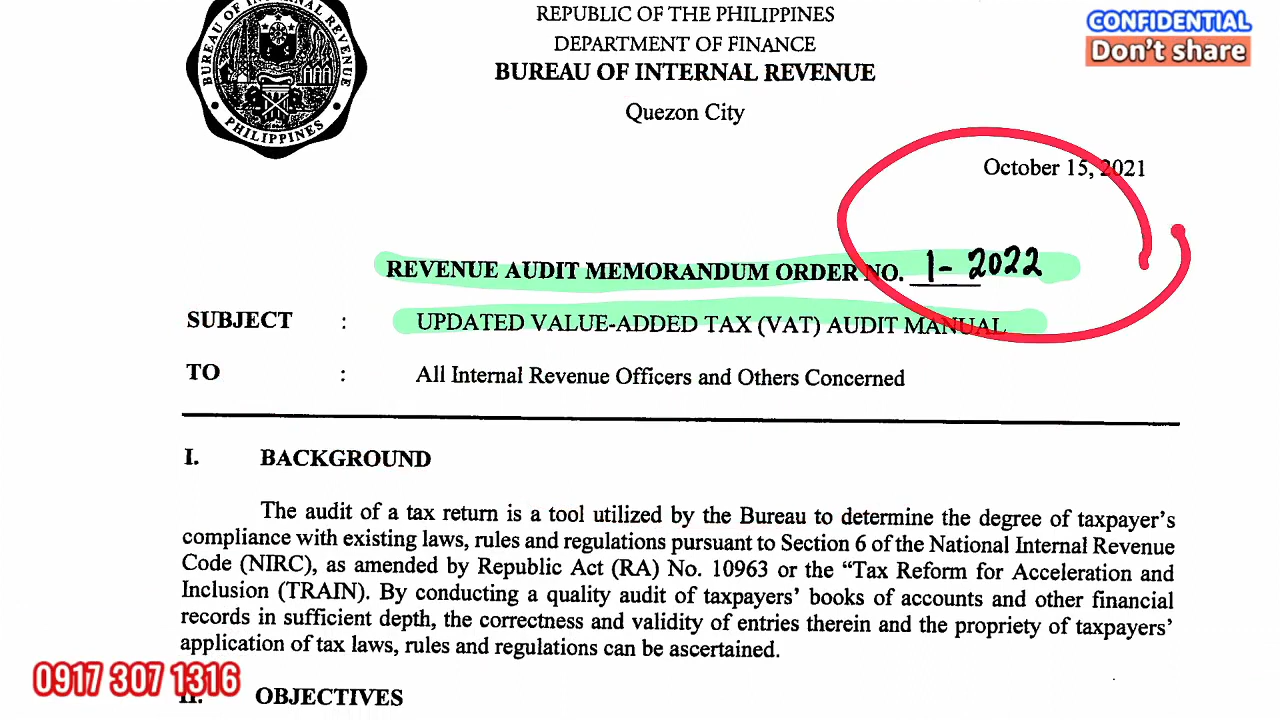 BUREAU OF INTERNAL REVENUE
PHILIPPINES
REPUBLIC OF THE PHILIPPINES
DEPARTMENT OF FINANCE
BUREAU OF INTERNAL REVENUE
Quezon City
CONFIDENTIAL
Don't share
October 15, 2021
REVENUE AUDIT MEMORANDUM ORDER NO. 1-2022
SUBJECT : UPDATED VALUE-ADDED TAX (VAT) AUDIT MANUAL
TO : All Internal Revenue Officers and Others Concerned
I. BACKGROUND
The audit of a tax return is a tool utilized by the Bureau to determine the degree of taxpayer's
compliance with existing laws, rules and regulations pursuant to Section 6 of the National Internal Revenue
Code (NIRC), as amended by Republic Act (RA) No. 10963 or the “Tax Reform for Acceleration and
Inclusion (TRAIN). By conducting a quality audit of taxpayers’ books of accounts and other financial
records in sufficient depth, the correctness and validity of entries therein and the propriety of taxpayers’
application of tax laws, rules and regulations can be ascertained.
0917 307 1316
II. OBJECTIVES